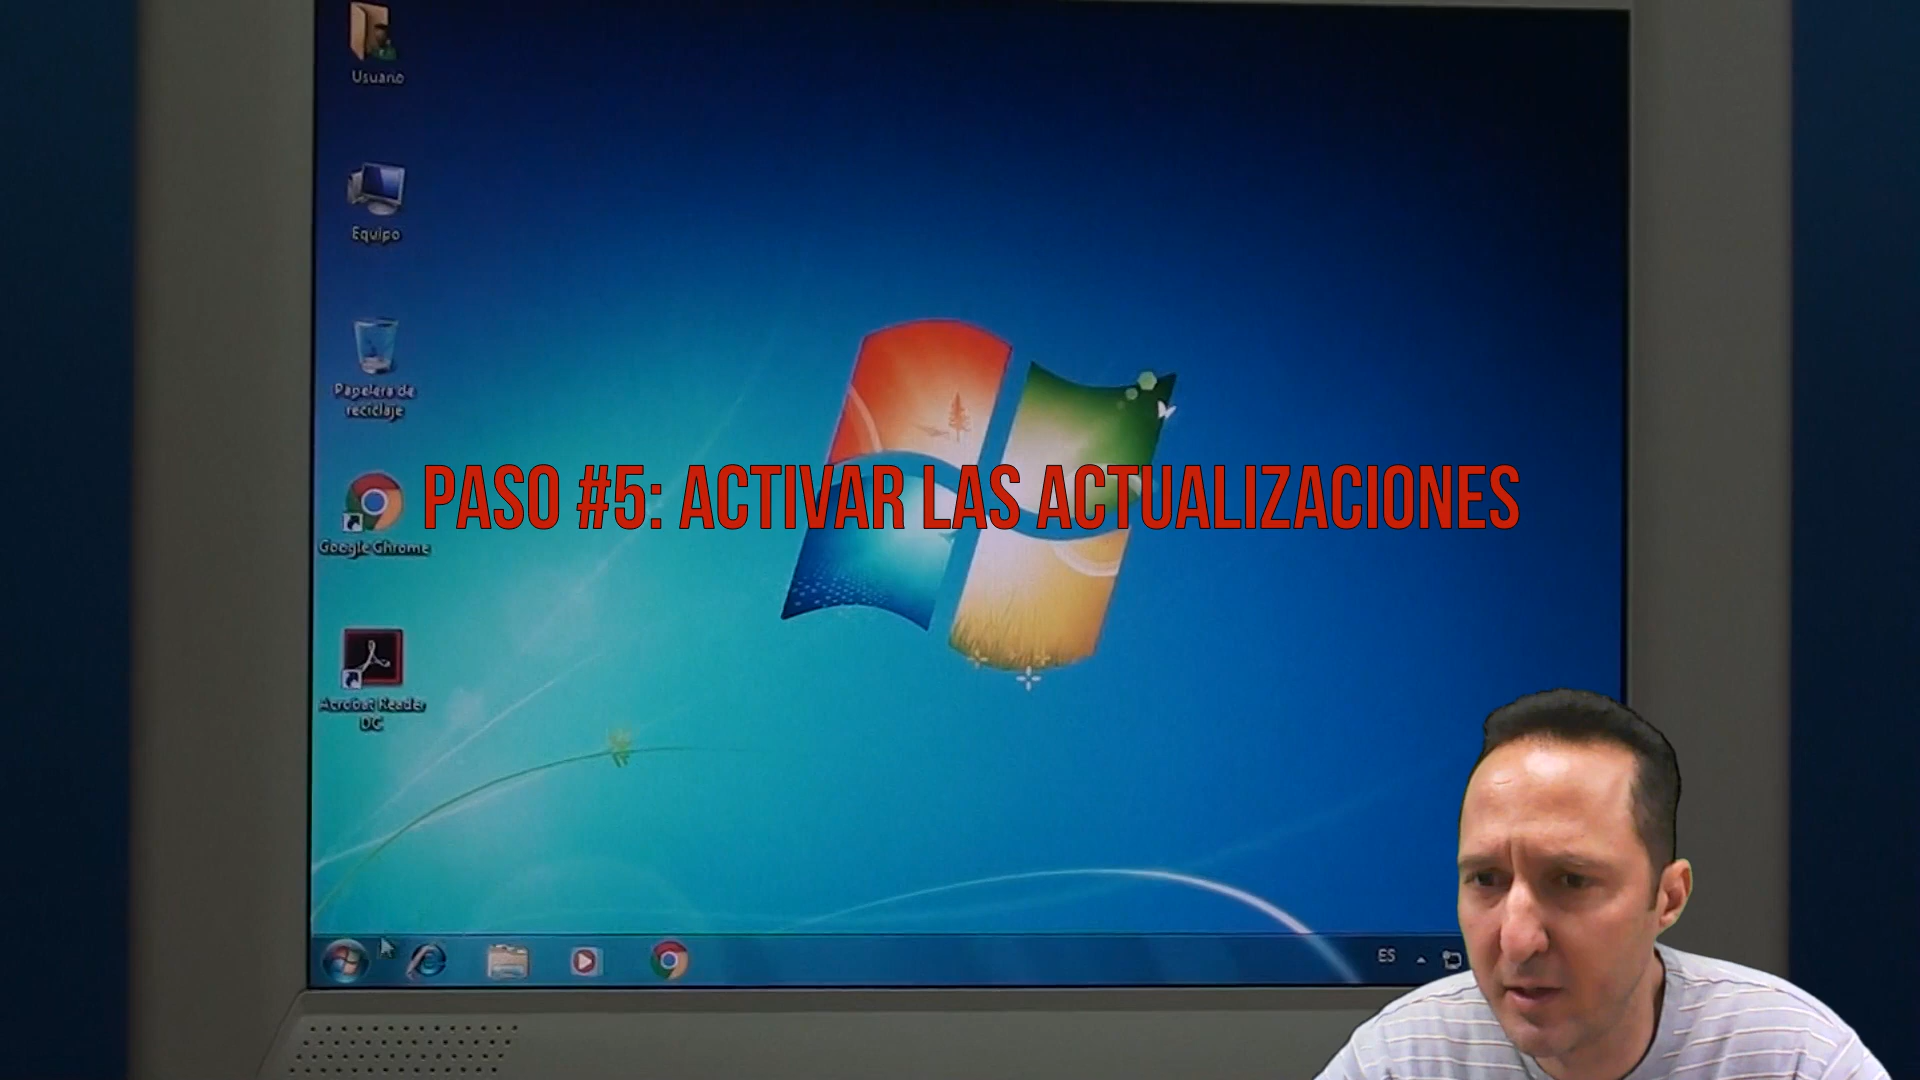 Usuario
Equipo
Papelera de
reciclaje
Google Chrome
PASO #5: ACTIVAR LAS ACTUALIZACIONES
Acrobat Reader
DC
ES